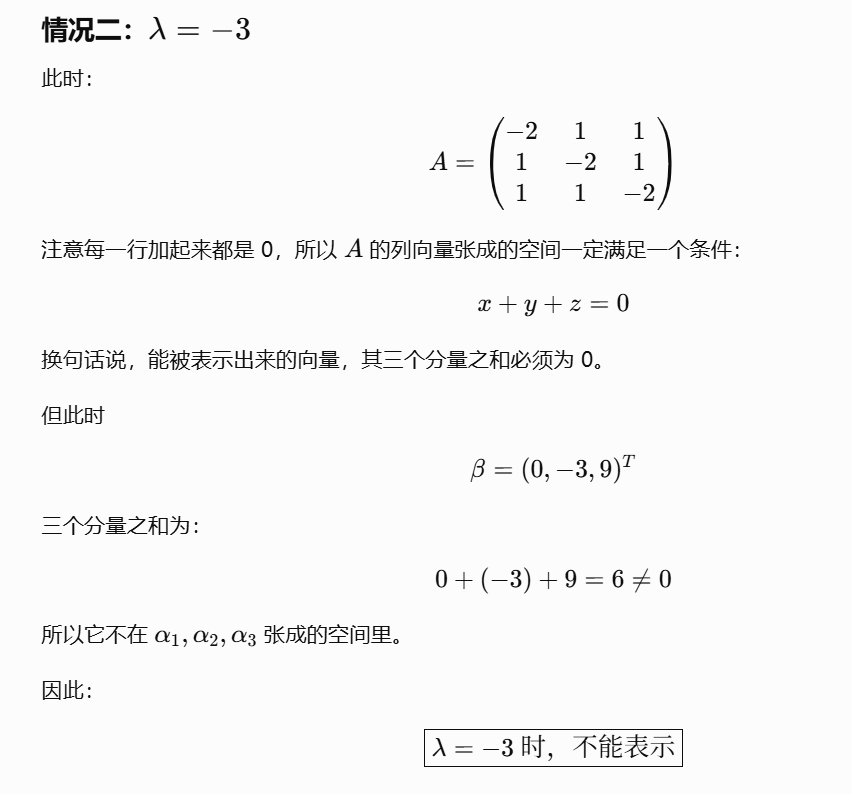 情况二：λ = −3
此时：
A = 
(−2 1 1
1 −2 1
1 1 −2)
注意每一行加起来都是 0，所以 A 的列向量张成的空间一定满足一个条件：
x + y + z = 0
换句话说，能被表示出来的向量，其三个分量之和必须为 0。
但此时
β = (0, −3, 9)^T
三个分量之和为：
0 + (−3) + 9 = 6 ≠ 0
所以它不在 α₁, α₂, α₃ 张成的空间里。
因此：
λ = −3 时，不能表示